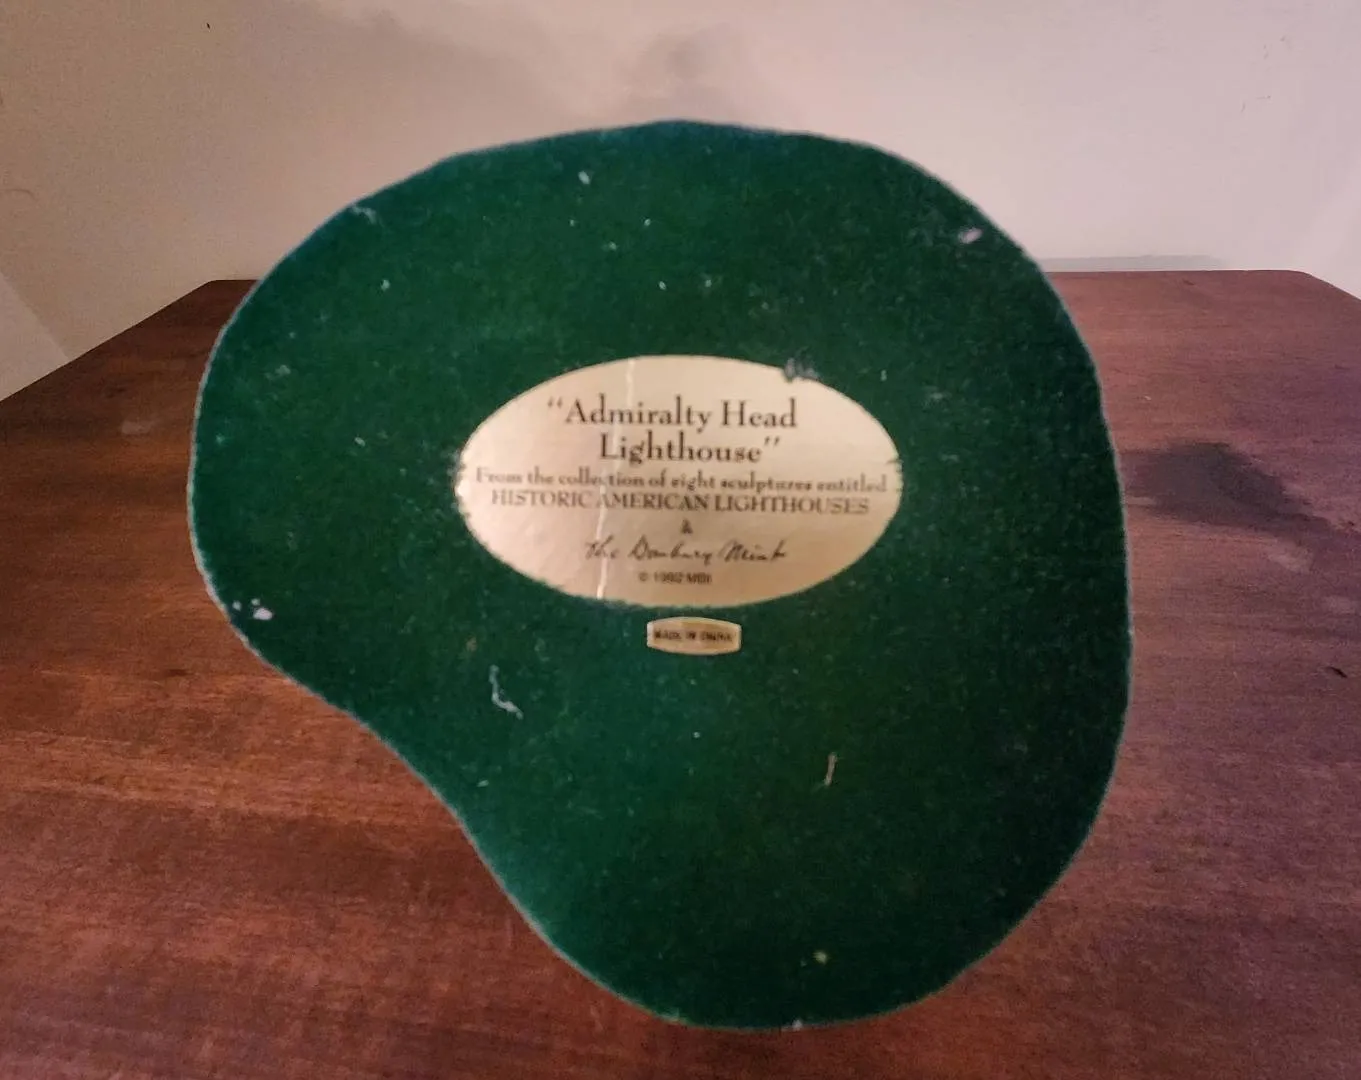 “Admiralty Head
Lighthouse”
From the collection of eight sculptures entitled
HISTORIC AMERICAN LIGHTHOUSES
The Danbury Mint
© 1992 MBI
MADE IN CHINA